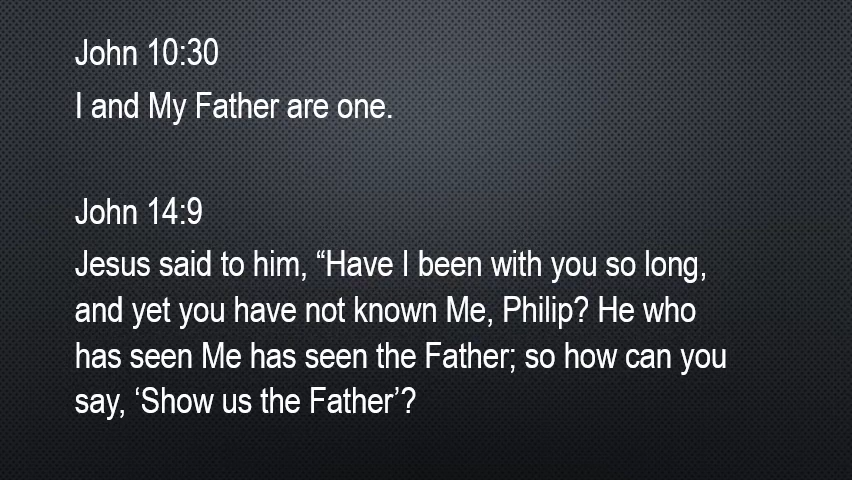 John 10:30
I and My Father are one.
John 14:9
Jesus said to him, “Have I been with you so long,
and yet you have not known Me, Philip? He who
has seen Me has seen the Father; so how can you
say, ‘Show us the Father’?